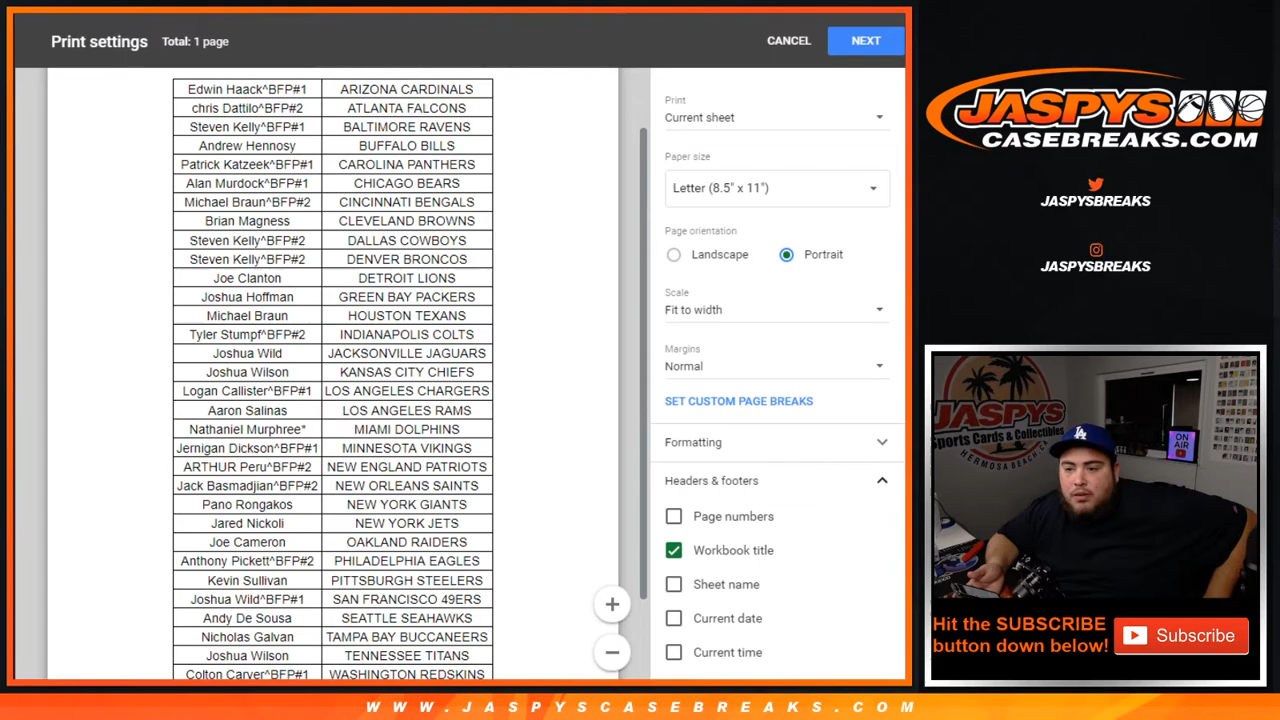 Print settings Total: 1 page CANCEL NEXT
Edwin Haack^BFP#1 ARIZONA CARDINALS
chris Dattilo^BFP#2 ATLANTA FALCONS
Steven Kelly^BFP#1 BALTIMORE RAVENS
Andrew Hennosy BUFFALO BILLS
Patrick Katzeek^BFP#1 CAROLINA PANTHERS
Alan Murdock^BFP#1 CHICAGO BEARS
Michael Braun^BFP#2 CINCINNATI BENGALS
Brian Magness CLEVELAND BROWNS
Steven Kelly^BFP#2 DALLAS COWBOYS
Steven Kelly^BFP#2 DENVER BRONCOS
Joe Clanton DETROIT LIONS
Joshua Hoffman GREEN BAY PACKERS
Michael Braun HOUSTON TEXANS
Tyler Stumpf^BFP#2 INDIANAPOLIS COLTS
Joshua Wild JACKSONVILLE JAGUARS
Joshua Wilson KANSAS CITY CHIEFS
Logan Callister^BFP#1 LOS ANGELES CHARGERS
Aaron Salinas LOS ANGELES RAMS
Nathaniel Murphree* MIAMI DOLPHINS
Jernigan Dickson^BFP#1 MINNESOTA VIKINGS
ARTHUR Peru^BFP#2 NEW ENGLAND PATRIOTS
Jack Basmadjian^BFP#2 NEW ORLEANS SAINTS
Pano Rongakos NEW YORK GIANTS
Jared Nickoli NEW YORK JETS
Joe Cameron OAKLAND RAIDERS
Anthony Pickett^BFP#2 PHILADELPHIA EAGLES
Kevin Sullivan PITTSBURGH STEELERS
Joshua Wild^BFP#1 SAN FRANCISCO 49ERS
Andy De Sousa SEATTLE SEAHAWKS
Nicholas Galvan TAMPA BAY BUCCANEERS
Joshua Wilson TENNESSEE TITANS
Colton Carver^BFP#1 WASHINGTON REDSKINS
Print
Current sheet
Paper size
Letter (8.5" x 11")
Page orientation
Landscape Portrait
Scale
Fit to width
Margins
Normal
SET CUSTOM PAGE BREAKS
Formatting
Headers & footers
Page numbers
Workbook title
Sheet name
Current date
Current time
JASPYS
CASEBREAKS.COM
JASPYSBREAKS
JASPYSBREAKS
JASPYS
Sports Cards & Collectibles
HERMOSA BEACH CA
ON
AIR
Hit the SUBSCRIBE
button down below!
Subscribe
WWW.JASPYSCASEBREAKS.COM